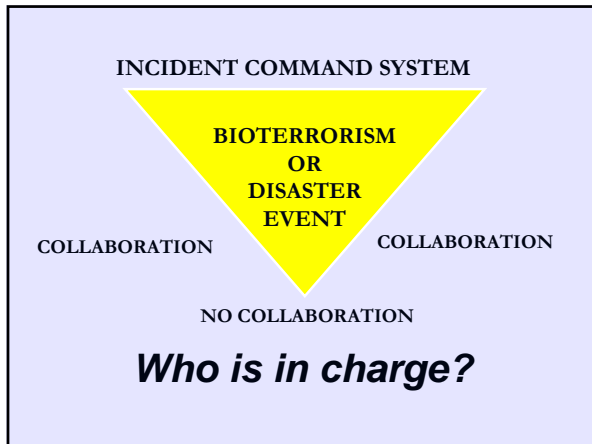 INCIDENT COMMAND SYSTEM
BIOTERRORISM
OR
DISASTER
EVENT
COLLABORATION
COLLABORATION
NO COLLABORATION
Who is in charge?